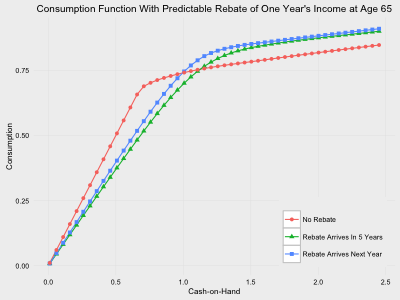 Consumption Function With Predictable Rebate of One Year's Income at Age 65
Consumption
0.75
0.50
0.25
0.00
No Rebate
Rebate Arrives In 5 Years
Rebate Arrives Next Year
0.0 0.5 1.0 1.5 2.0 2.5
Cash-on-Hand